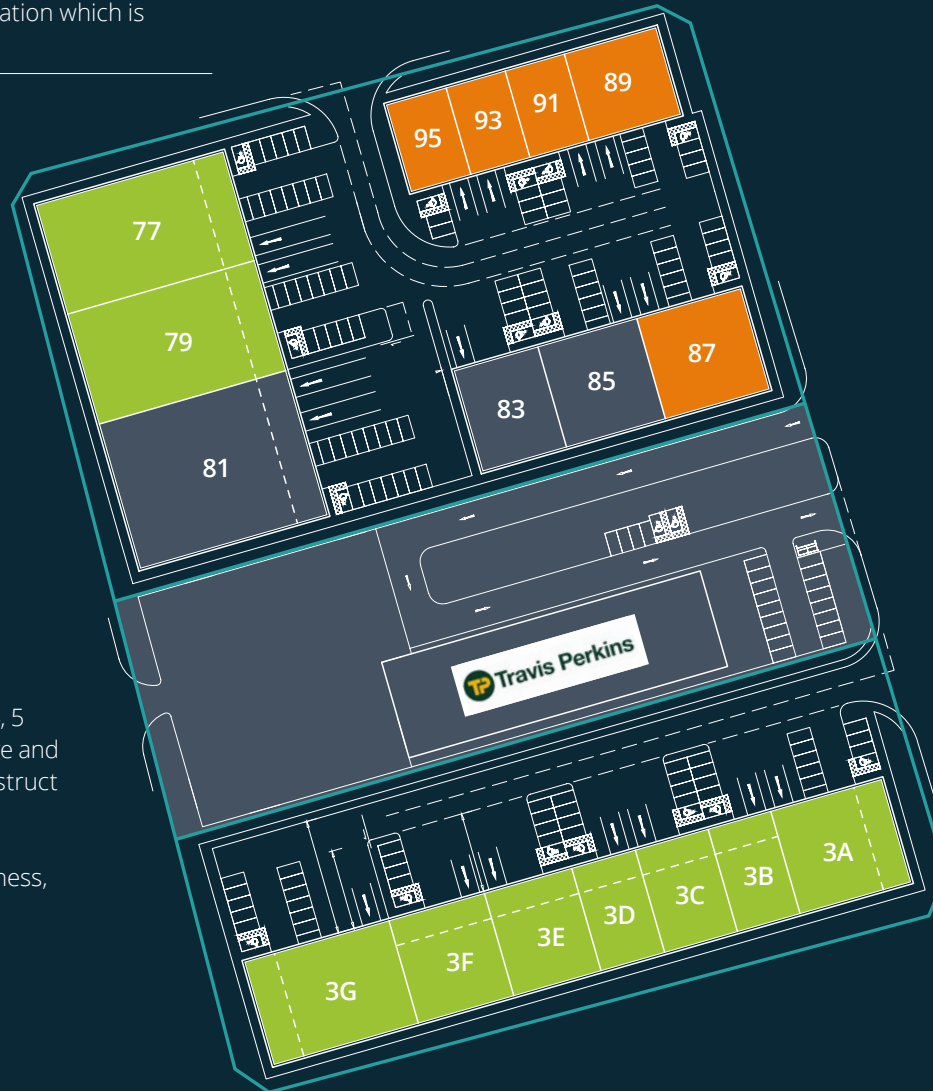 ation which is
95
93
91
89
77
79
81
83
85
87
TP Travis Perkins
, 5
e and
struct
ness,
3A
3B
3C
3D
3E
3F
3G